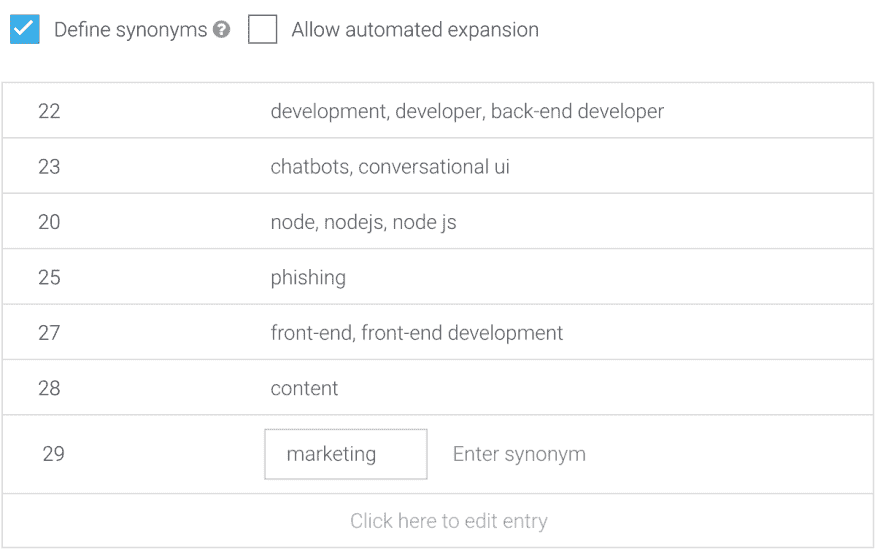 Define synonyms ? Allow automated expansion
22 development, developer, back-end developer
23 chatbots, conversational ui
20 node, nodejs, node js
25 phishing
27 front-end, front-end development
28 content
29 marketing Enter synonym
Click here to edit entry